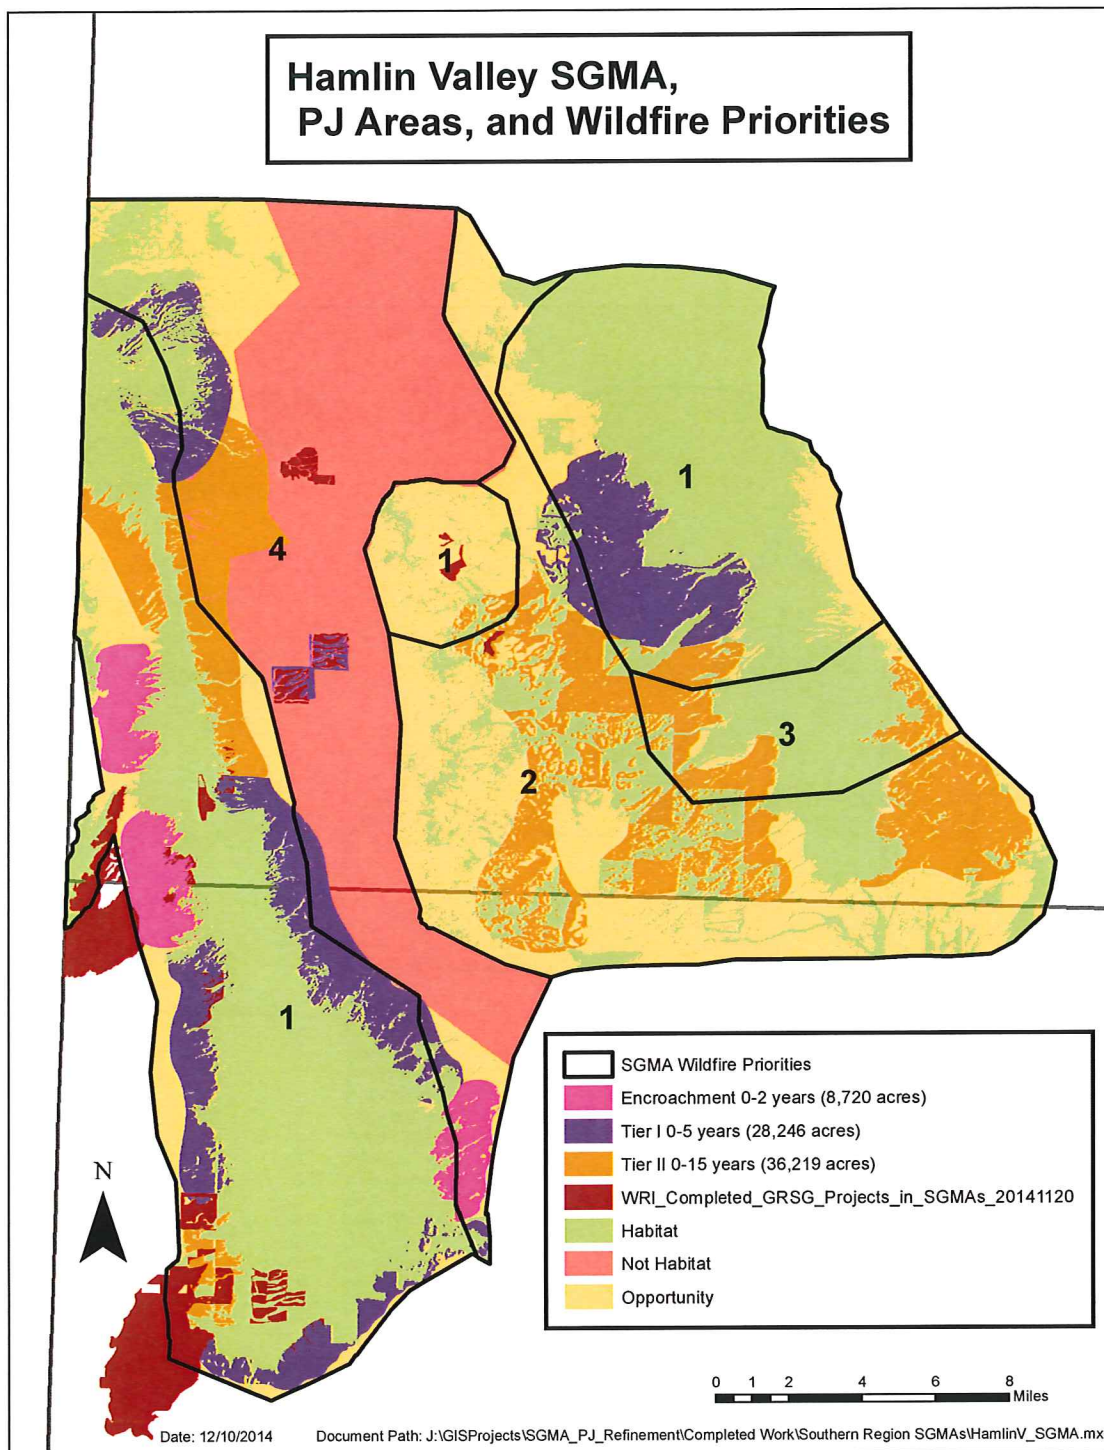 Hamlin Valley SGMA,
PJ Areas, and Wildfire Priorities
1
4
1
3
2
1
SGMA Wildfire Priorities
Encroachment 0-2 years (8,720 acres)
Tier I 0-5 years (28,246 acres)
Tier II 0-15 years (36,219 acres)
WRI_Completed_GRSG_Projects_in_SGMAs_20141120
Habitat
Not Habitat
Opportunity
N
0 1 2 4 6 8
Miles
Date: 12/10/2014 Document Path: J:\GISProjects\SGMA_PJ_Refinement\Completed Work\Southern Region SGMAs\HamlinV_SGMA.mx